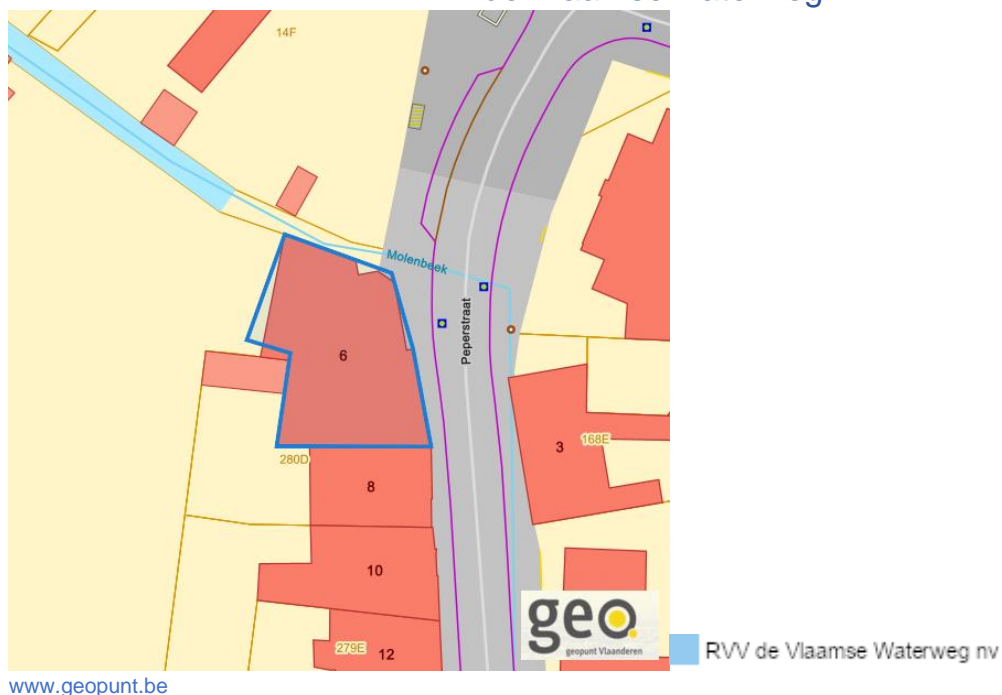 14F
Molenbeek
Peperstraat
6
3
168E
280D
8
10
279E
12
geo.
geopunt Vlaanderen
RVV de Vlaamse Waterweg nv
www.geopunt.be